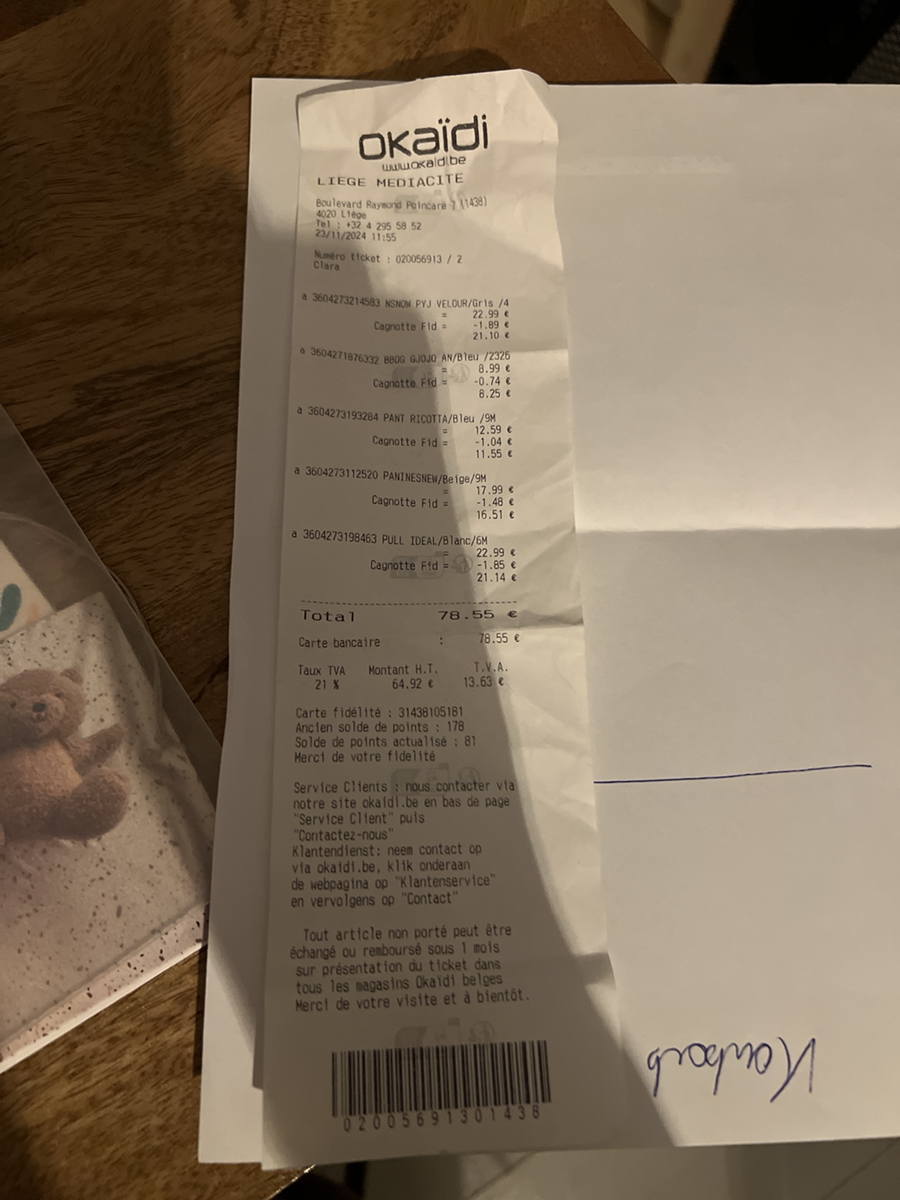 okaïdi
www.okaidi.be
LIEGE MEDIACITE
Boulevard Raymond Poincaré 7 (1438)
4020 Liège
Tel : +32 4 295 58 52
23/11/2024 11:55
Numéro ticket : 020056913 / 2
Clara
a 3604273214583 NSNOW PYJ VELOUR/Gris /4
= 22.99 €
Cagnotte Fid = -1.89 €
21.10 €
a 3604271876332 BBOG GJOJO AN/Bleu /2326
= 8.99 €
Cagnotte Fid = -0.74 €
8.25 €
a 3604273193284 PANT RICOTTA/Bleu /9M
= 12.59 €
Cagnotte Fid = -1.04 €
11.55 €
a 3604273112520 PANINESNEW/Beige/9M
= 17.99 €
Cagnotte Fid = -1.48 €
16.51 €
a 3604273198463 PULL IDEAL/Blanc/6M
= 22.99 €
Cagnotte Fid = -1.85 €
21.14 €
Total 78.55 €
Carte bancaire : 78.55 €
Taux TVA Montant H.T. T.V.A.
21 % 64.92 € 13.63 €
Carte fidélité : 31438105181
Ancien solde de points : 178
Solde de points actualisé : 81
Merci de votre fidelité
Service Clients : nous contacter via
notre site okaidi.be en bas de page
"Service Client" puis
"Contactez-nous"
Klantendienst: neem contact op
via okaidi.be, klik onderaan
de webpagina op "Klantenservice"
en vervolgens op "Contact"
Tout article non porté peut être
échangé ou remboursé sous 1 mois
sur présentation du ticket dans
tous les magasins Okaïdi belges
Merci de votre visite et à bientôt.
02005691301438